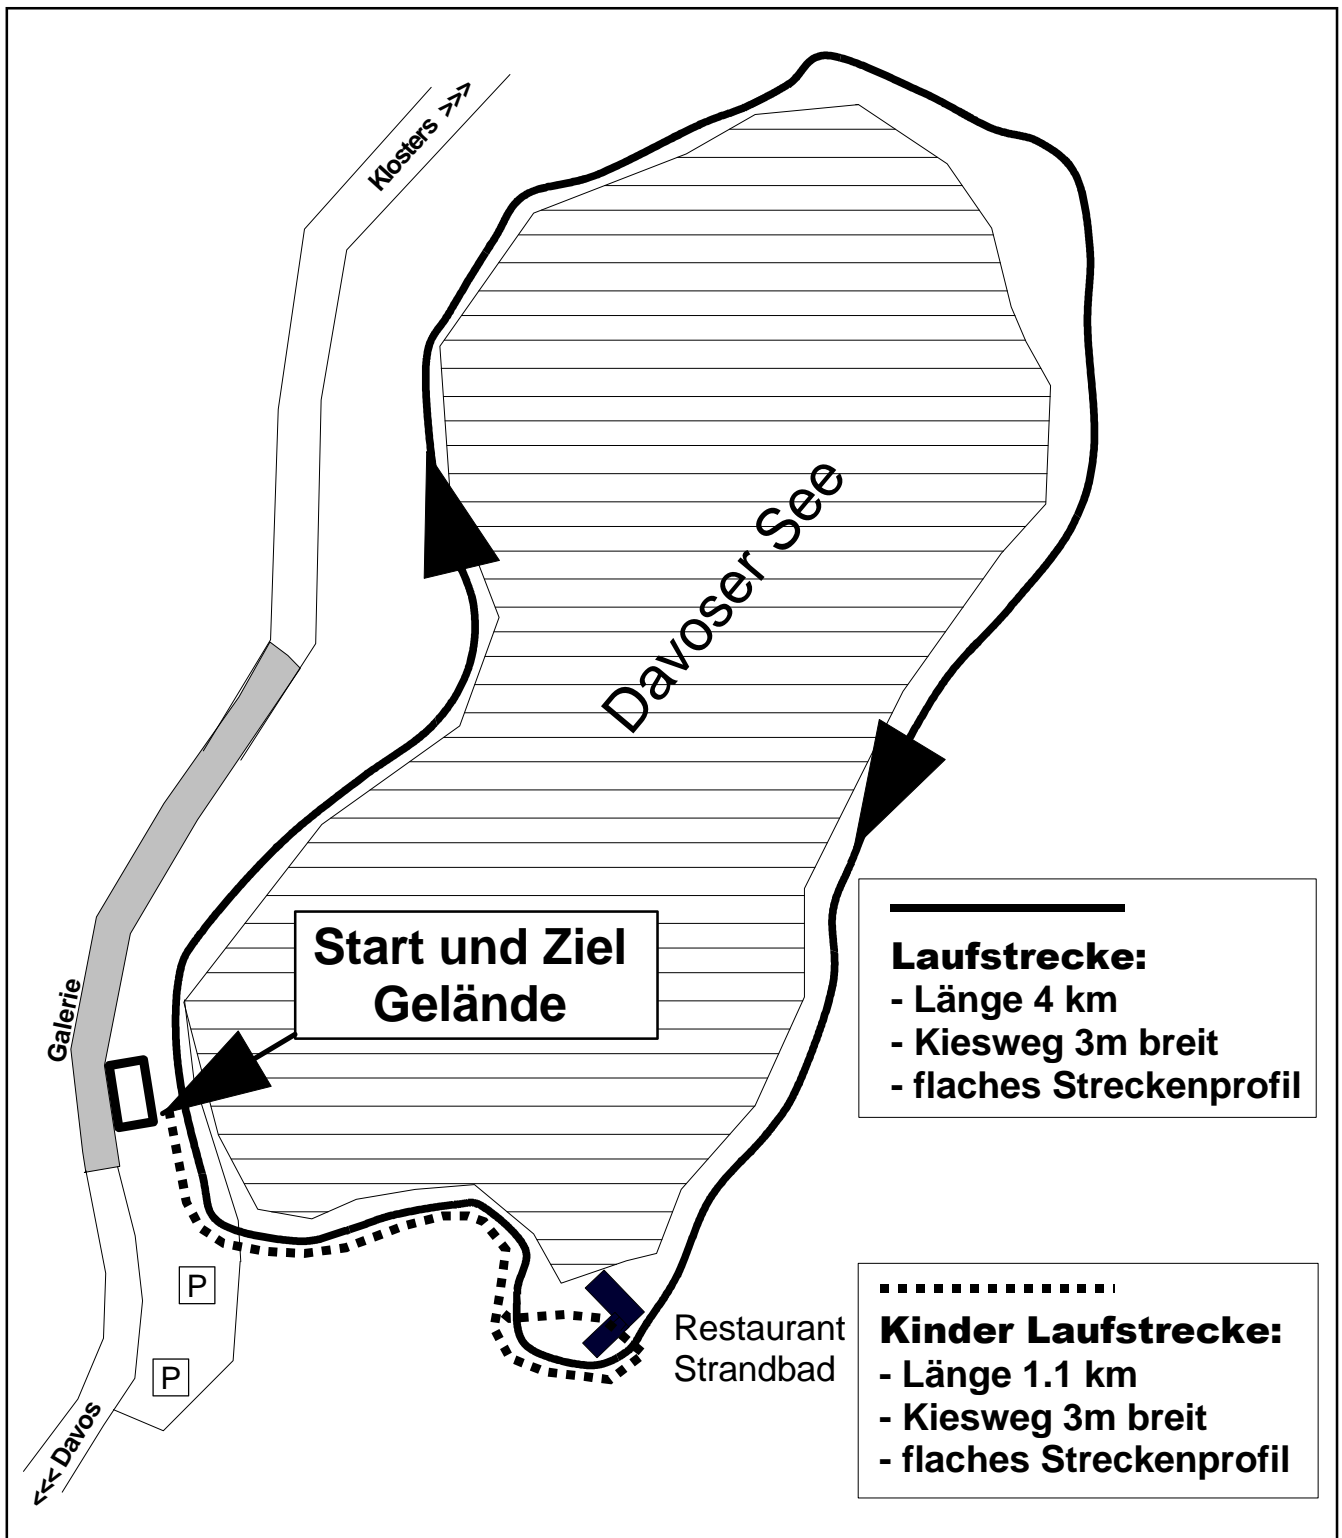 Klosters >>>
Davoser See
Start und Ziel
Gelände
Galerie
Laufstrecke:
- Länge 4 km
- Kiesweg 3m breit
- flaches Streckenprofil
P
P
Restaurant
Strandbad
Kinder Laufstrecke:
- Länge 1.1 km
- Kiesweg 3m breit
- flaches Streckenprofil
<<< Davos